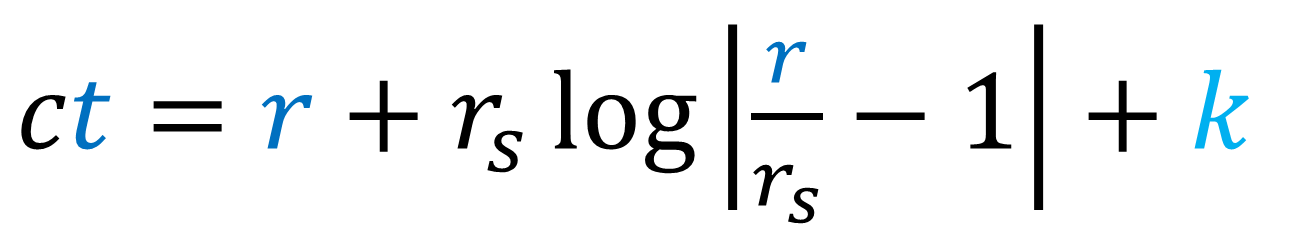 ct = r + r_s log |r/r_s − 1| + k